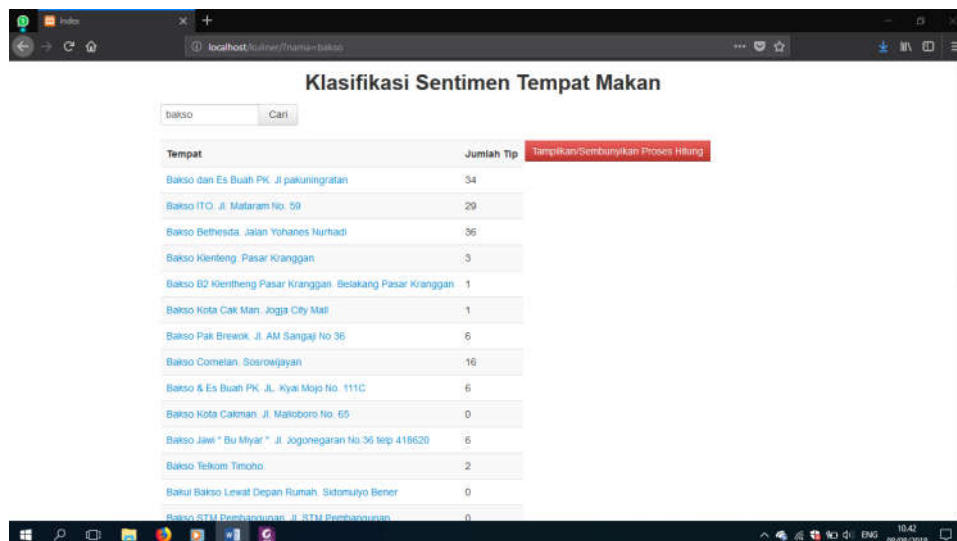 Index
localhost/kuliner/?nama=bakso
Klasifikasi Sentimen Tempat Makan
bakso Cari
Tempat Jumlah Tip Tampilkan/Sembunyikan Proses Hitung
Bakso dan Es Buah PK. Jl pakuningratan 34
Bakso ITO. Jl. Mataram No. 59 29
Bakso Bethesda. Jalan Yohanes Nurhadi 36
Bakso Klenteng. Pasar Kranggan 3
Bakso B2 Klentheng Pasar Kranggan. Belakang Pasar Kranggan 1
Bakso Kota Cak Man. Jogja City Mall 1
Bakso Pak Brewok. Jl. AM Sangaji No 36 6
Bakso Comelan. Sosrowijayan 16
Bakso & Es Buah PK. JL. Kyai Mojo No. 111C 6
Bakso Kota Cakman. Jl. Malioboro No. 65 0
Bakso Jawi " Bu Miyar ". Jl. Jogonegaran No.36 telp 418620 6
Bakso Telkom Timoho. 2
Bakul Bakso Lewat Depan Rumah. Sidomulyo Bener 0
Bakso STM Pembangunan. Jl. STM Pembangunan 0
ENG 10.42
09/09/2018